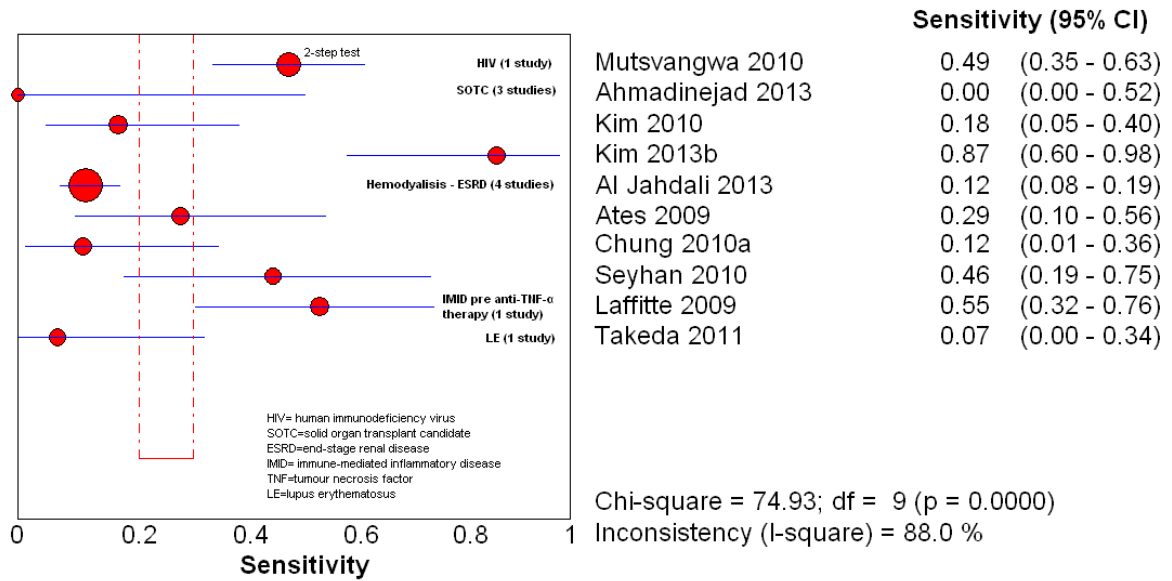 Sensitivity (95% CI)
2-step test
HIV (1 study)
Mutsvangwa 2010 0.49 (0.35 - 0.63)
SOTC (3 studies)
Ahmadinejad 2013 0.00 (0.00 - 0.52)
Kim 2010 0.18 (0.05 - 0.40)
Kim 2013b 0.87 (0.60 - 0.98)
Hemodyalisis - ESRD (4 studies)
Al Jahdali 2013 0.12 (0.08 - 0.19)
Ates 2009 0.29 (0.10 - 0.56)
Chung 2010a 0.12 (0.01 - 0.36)
Seyhan 2010 0.46 (0.19 - 0.75)
IMID pre anti-TNF-α
therapy (1 study)
Laffitte 2009 0.55 (0.32 - 0.76)
LE (1 study)
Takeda 2011 0.07 (0.00 - 0.34)
HIV= human immunodeficiency virus
SOTC=solid organ transplant candidate
ESRD=end-stage renal disease
IMID= immune-mediated inflammatory disease
TNF=tumour necrosis factor
LE=lupus erythematosus
Chi-square = 74.93; df = 9 (p = 0.0000)
Inconsistency (I-square) = 88.0 %
0 0.2 0.4 0.6 0.8 1
Sensitivity